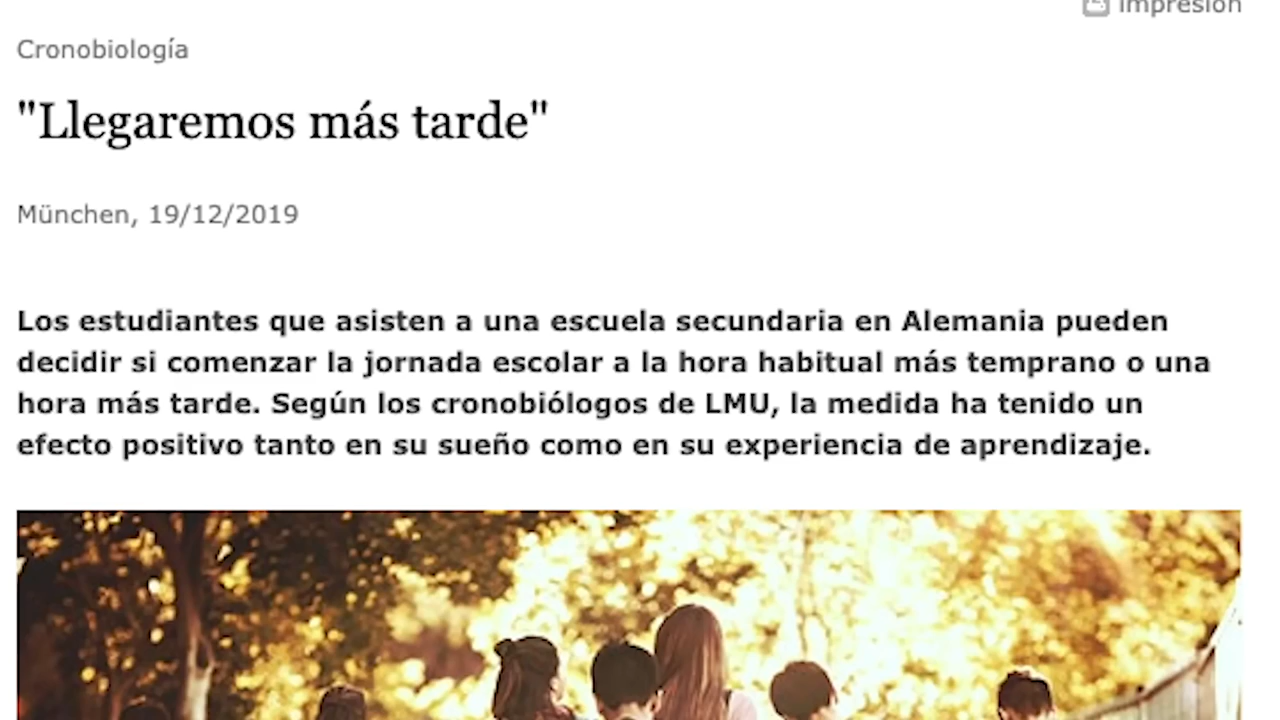 Impresión
Cronobiología
"Llegaremos más tarde"
München, 19/12/2019
Los estudiantes que asisten a una escuela secundaria en Alemania pueden
decidir si comenzar la jornada escolar a la hora habitual más temprano o una
hora más tarde. Según los cronobiólogos de LMU, la medida ha tenido un
efecto positivo tanto en su sueño como en su experiencia de aprendizaje.